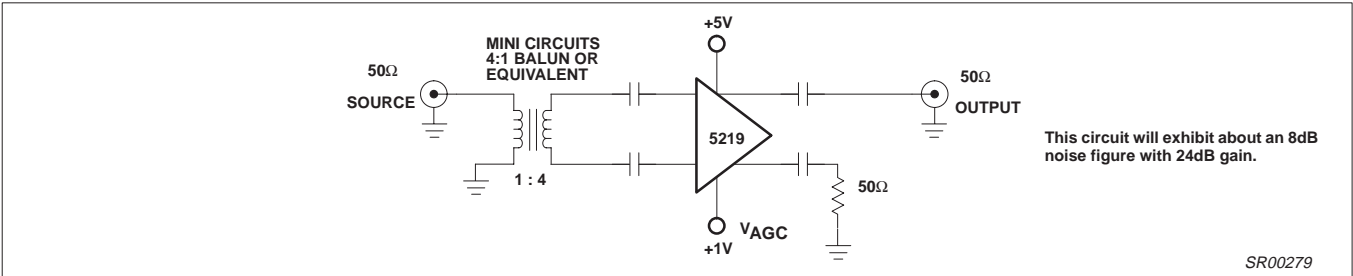 +5V
MINI CIRCUITS
4:1 BALUN OR
EQUIVALENT
50Ω
SOURCE
50Ω
OUTPUT
5219
This circuit will exhibit about an 8dB
noise figure with 24dB gain.
1 : 4
50Ω
VAGC
+1V
SR00279